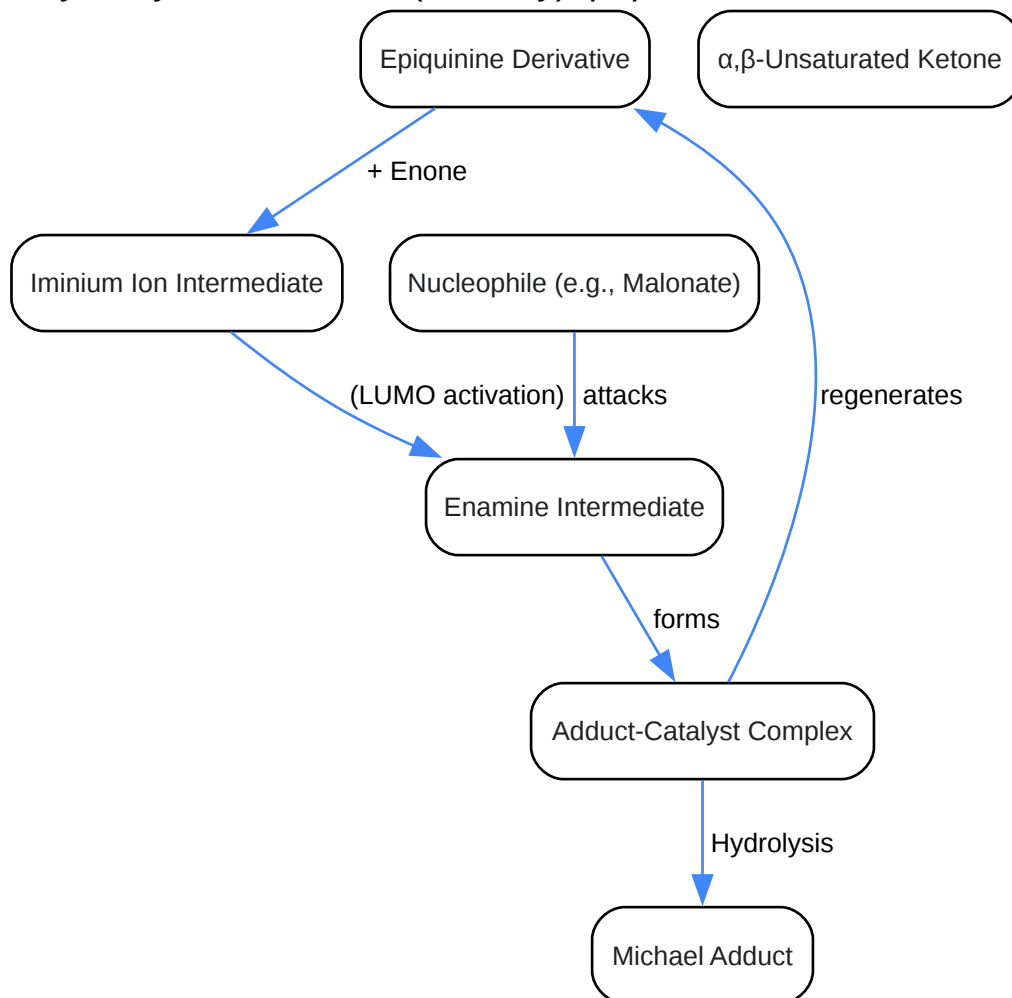 Epiquinine Derivative
α,β-Unsaturated Ketone
+ Enone
Iminium Ion Intermediate
Nucleophile (e.g., Malonate)
(LUMO activation)
attacks
regenerates
Enamine Intermediate
forms
Adduct-Catalyst Complex
Hydrolysis
Michael Adduct